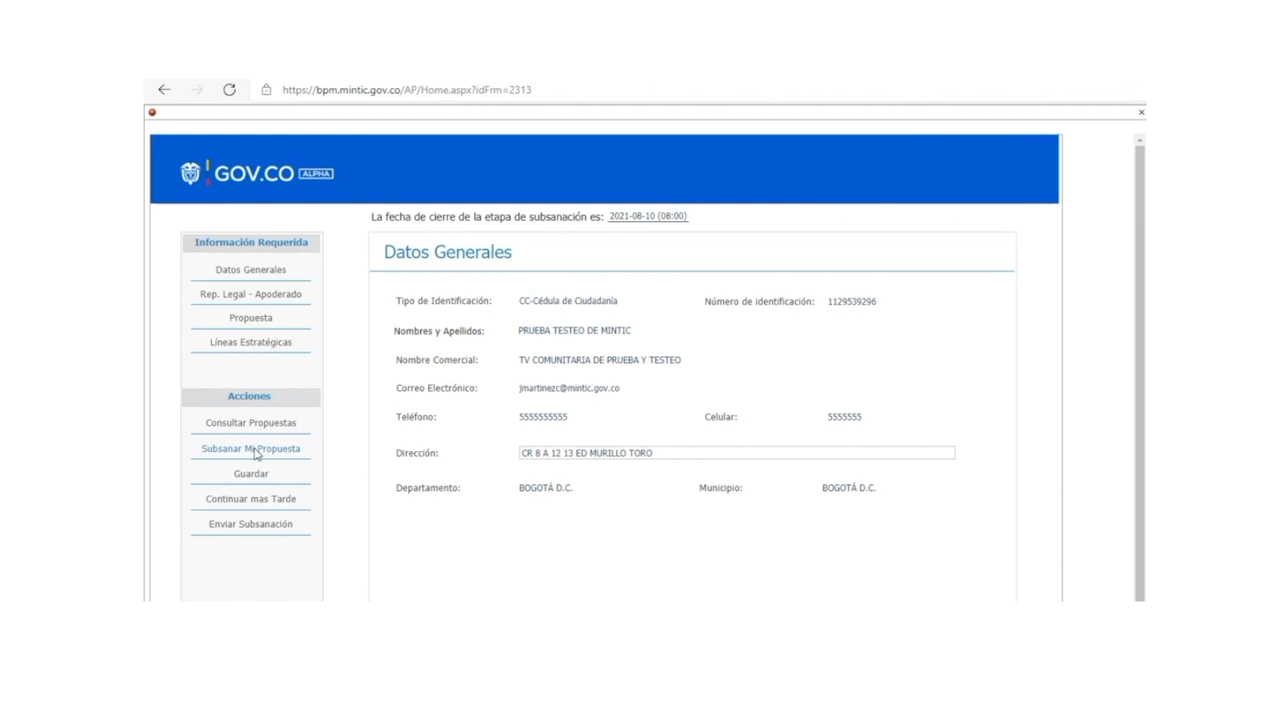 https://bpm.mintic.gov.co/AP/Home.aspx?idFrm=2313
GOV.CO ALPHA
La fecha de cierre de la etapa de subsanación es: 2021-08-10 (08:00)
Información Requerida
Datos Generales
Rep. Legal - Apoderado
Propuesta
Líneas Estratégicas
Acciones
Consultar Propuestas
Subsanar Mi Propuesta
Guardar
Continuar mas Tarde
Enviar Subsanación
Datos Generales
Tipo de Identificación: CC-Cédula de Ciudadanía Número de identificación: 1129539296
Nombres y Apellidos: PRUEBA TESTEO DE MINTIC
Nombre Comercial: TV COMUNITARIA DE PRUEBA Y TESTEO
Correo Electrónico: jmartinezc@mintic.gov.co
Teléfono: 5555555555 Celular: 5555555
Dirección: CR 8 A 12 13 ED MURILLO TORO
Departamento: BOGOTÁ D.C. Municipio: BOGOTÁ D.C.